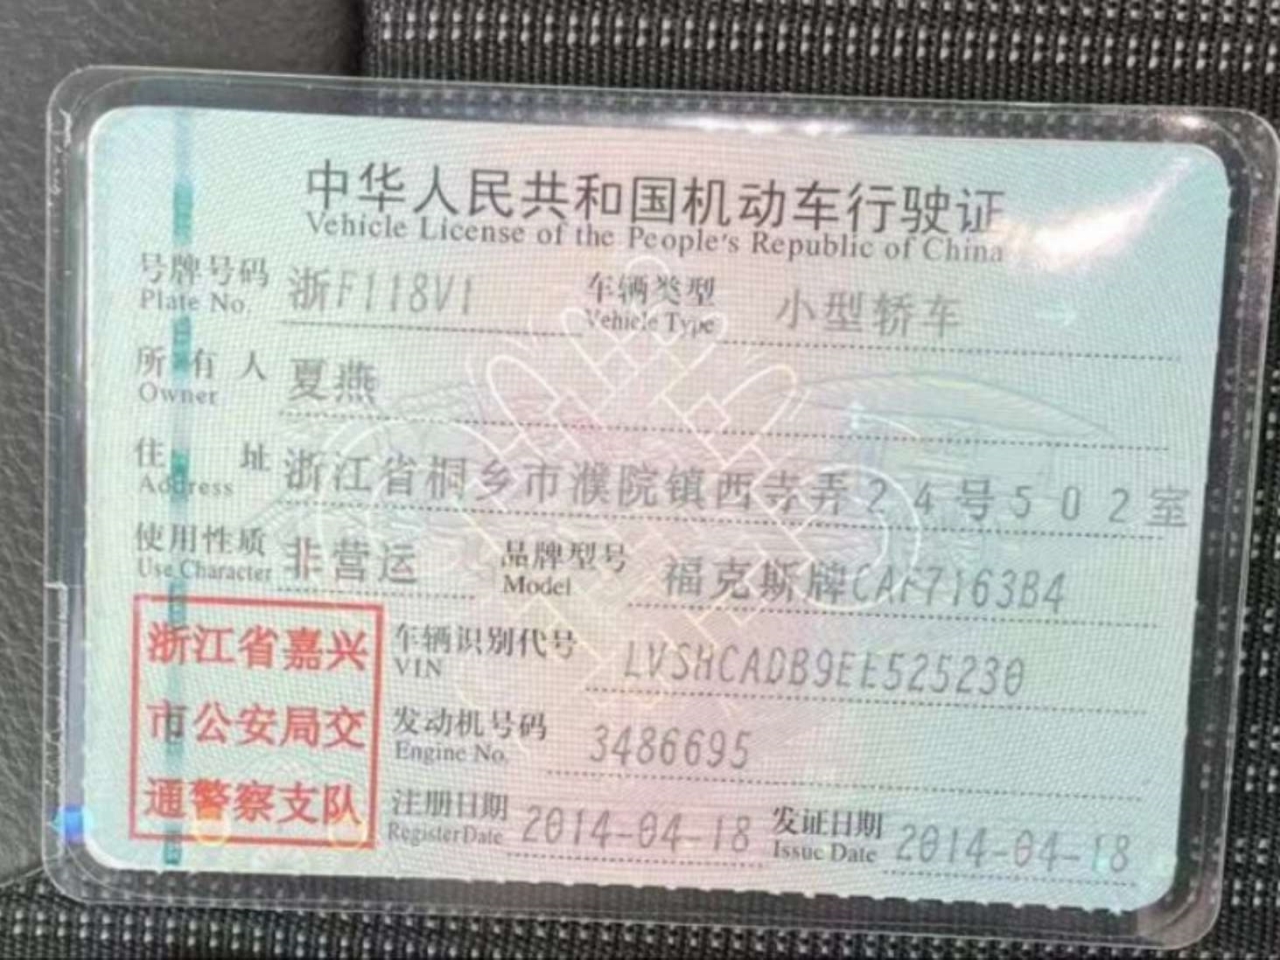 中华人民共和国机动车行驶证
Vehicle License of the People's Republic of China
号牌号码 浙F118V1 车辆类型 小型轿车
Plate No. Vehicle Type
所有人 夏燕
Owner
住址 浙江省桐乡市濮院镇西寺弄24号502室
Address
使用性质 非营运 品牌型号 福克斯牌CAF7163B4
Use Character Model
浙江省嘉兴
市公安局交
通警察支队
车辆识别代号 LVSHCADB9EE525230
VIN
发动机号码 3486695
Engine No.
注册日期 2014-04-18 发证日期 2014-04-18
Register Date Issue Date